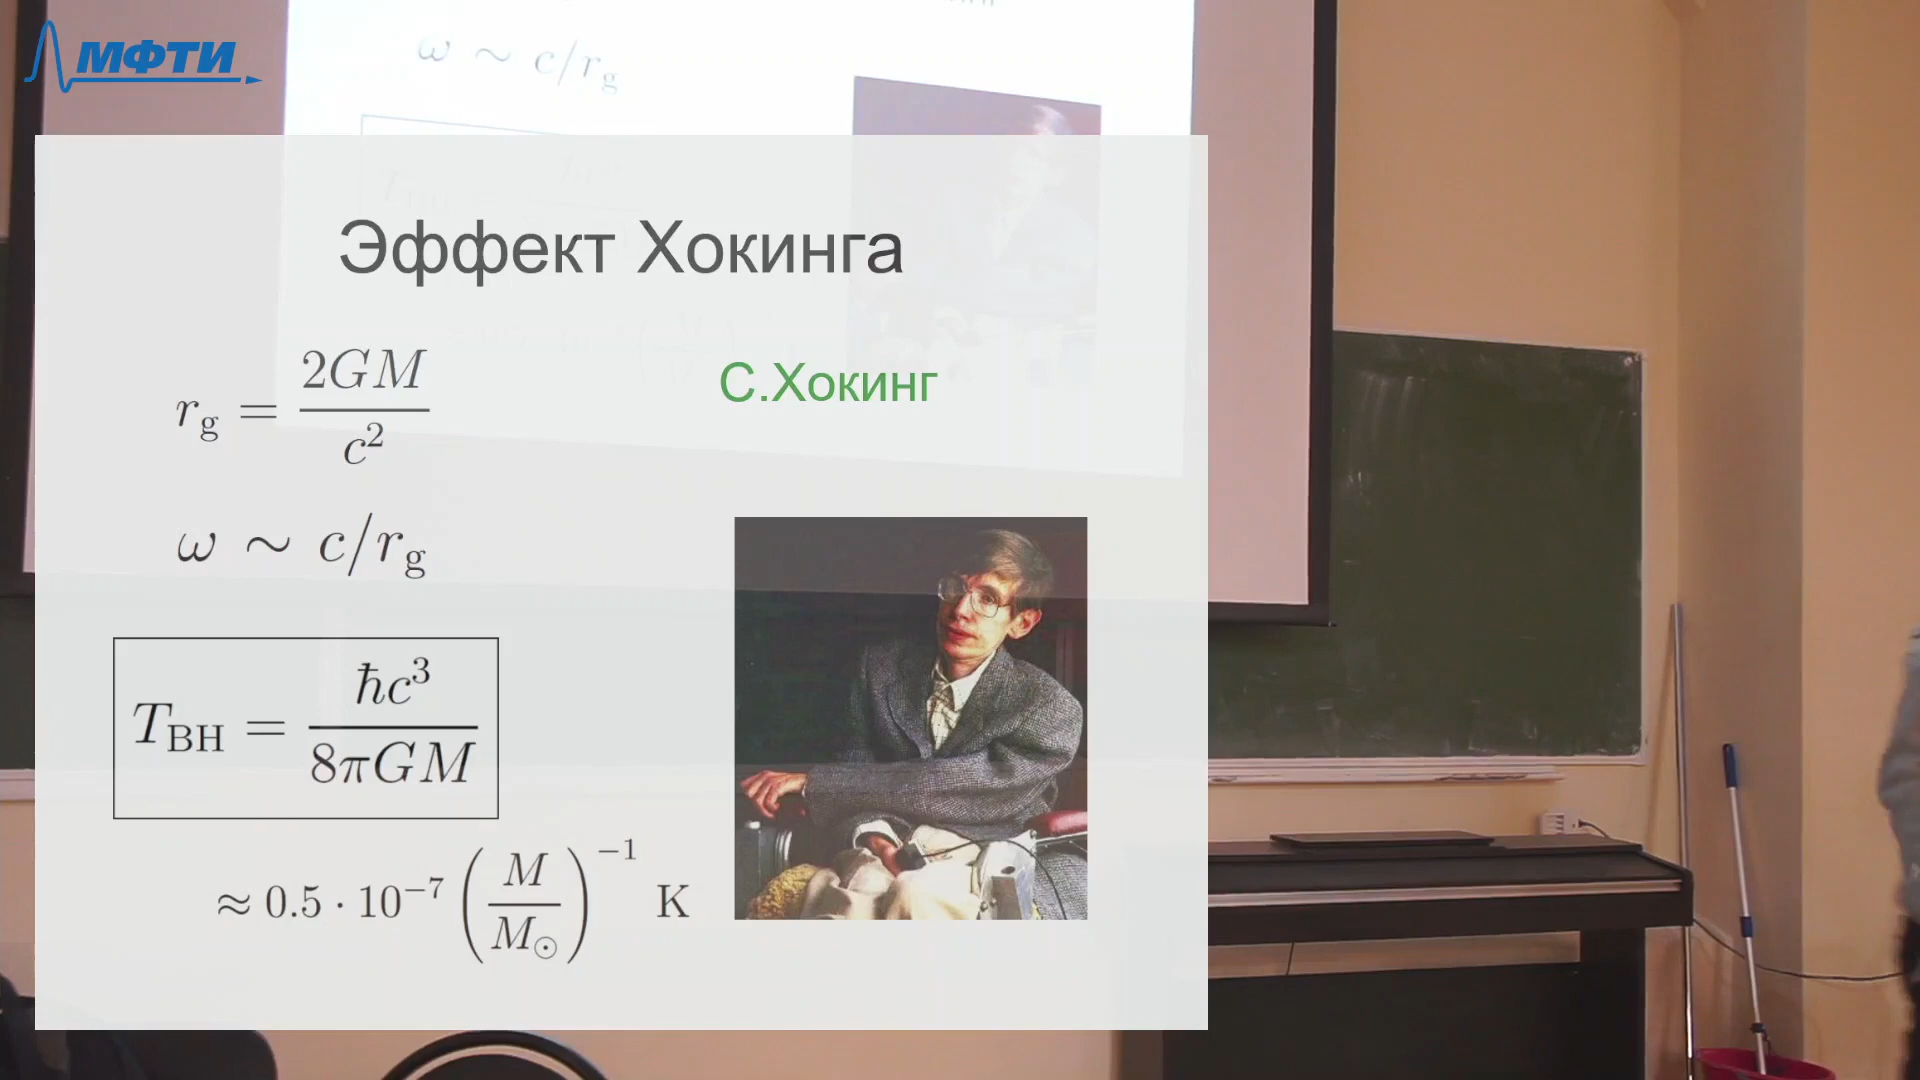 МФТИ
ω ~ c/r_g
Эффект Хокинга
r_g = 2GM / c²
С.Хокинг
ω ~ c/r_g
T_BH = ħc³ / 8πGM
≈ 0.5 · 10⁻⁷ (M / M_⊙)⁻¹ K